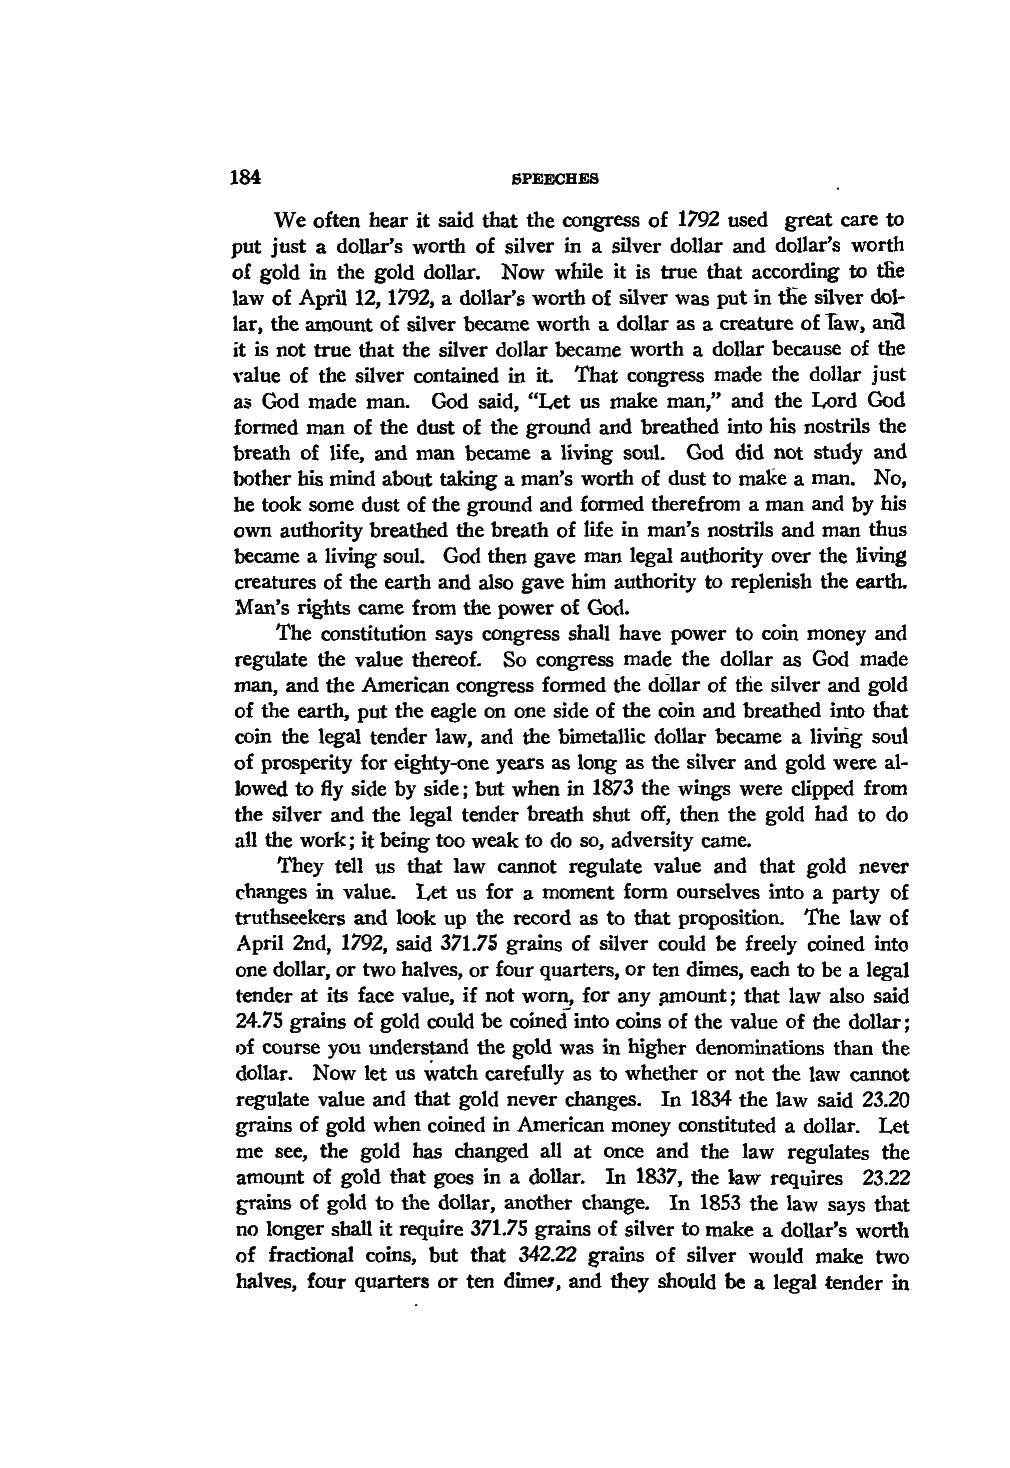 184 SPEECHES
We often hear it said that the congress of 1792 used great care to
put just a dollar's worth of silver in a silver dollar and dollar's worth
of gold in the gold dollar. Now while it is true that according to the
law of April 12, 1792, a dollar's worth of silver was put in the silver dol-
lar, the amount of silver became worth a dollar as a creature of law, and
it is not true that the silver dollar became worth a dollar because of the
value of the silver contained in it. That congress made the dollar just
as God made man. God said, "Let us make man," and the Lord God
formed man of the dust of the ground and breathed into his nostrils the
breath of life, and man became a living soul. God did not study and
bother his mind about taking a man's worth of dust to make a man. No,
he took some dust of the ground and formed therefrom a man and by his
own authority breathed the breath of life in man's nostrils and man thus
became a living soul. God then gave man legal authority over the living
creatures of the earth and also gave him authority to replenish the earth.
Man's rights came from the power of God.
The constitution says congress shall have power to coin money and
regulate the value thereof. So congress made the dollar as God made
man, and the American congress formed the dollar of the silver and gold
of the earth, put the eagle on one side of the coin and breathed into that
coin the legal tender law, and the bimetallic dollar became a living soul
of prosperity for eighty-one years as long as the silver and gold were al-
lowed to fly side by side; but when in 1873 the wings were clipped from
the silver and the legal tender breath shut off, then the gold had to do
all the work; it being too weak to do so, adversity came.
They tell us that law cannot regulate value and that gold never
changes in value. Let us for a moment form ourselves into a party of
truthseekers and look up the record as to that proposition. The law of
April 2nd, 1792, said 371.75 grains of silver could be freely coined into
one dollar, or two halves, or four quarters, or ten dimes, each to be a legal
tender at its face value, if not worn, for any amount; that law also said
24.75 grains of gold could be coined into coins of the value of the dollar;
of course you understand the gold was in higher denominations than the
dollar. Now let us watch carefully as to whether or not the law cannot
regulate value and that gold never changes. In 1834 the law said 23.20
grains of gold when coined in American money constituted a dollar. Let
me see, the gold has changed all at once and the law regulates the
amount of gold that goes in a dollar. In 1837, the law requires 23.22
grains of gold to the dollar, another change. In 1853 the law says that
no longer shall it require 371.75 grains of silver to make a dollar's worth
of fractional coins, but that 342.22 grains of silver would make two
halves, four quarters or ten dimes, and they should be a legal tender in